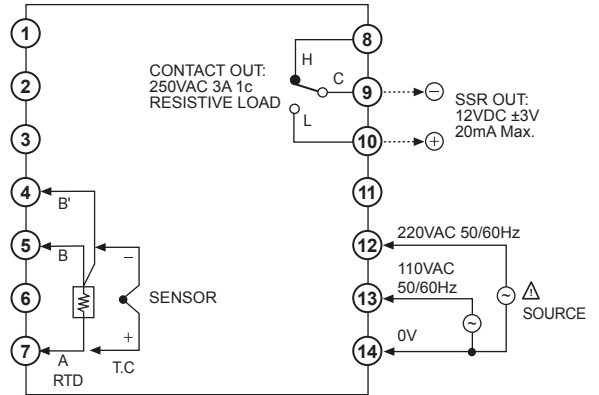 1
2
3
4
5
6
7
8
9
10
11
12
13
14
CONTACT OUT:
250VAC 3A 1c
RESISTIVE LOAD
H
C
L
SSR OUT:
12VDC ±3V
20mA Max.
−
+
B'
B
A
RTD
−
+
T.C
SENSOR
220VAC 50/60Hz
110VAC
50/60Hz
0V
~
~
!
SOURCE